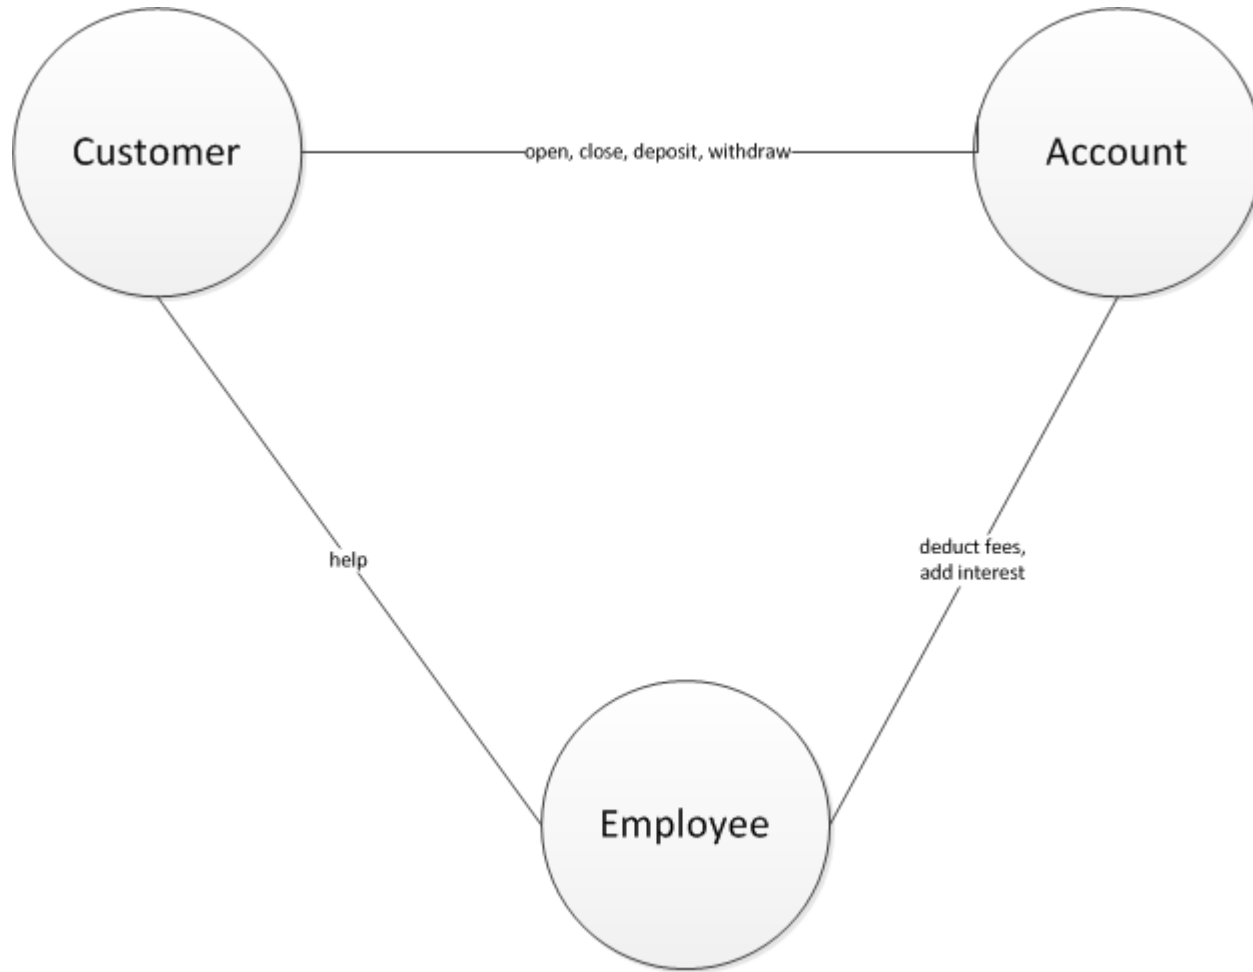 Customer
open, close, deposit, withdraw
Account
help
deduct fees,
add interest
Employee